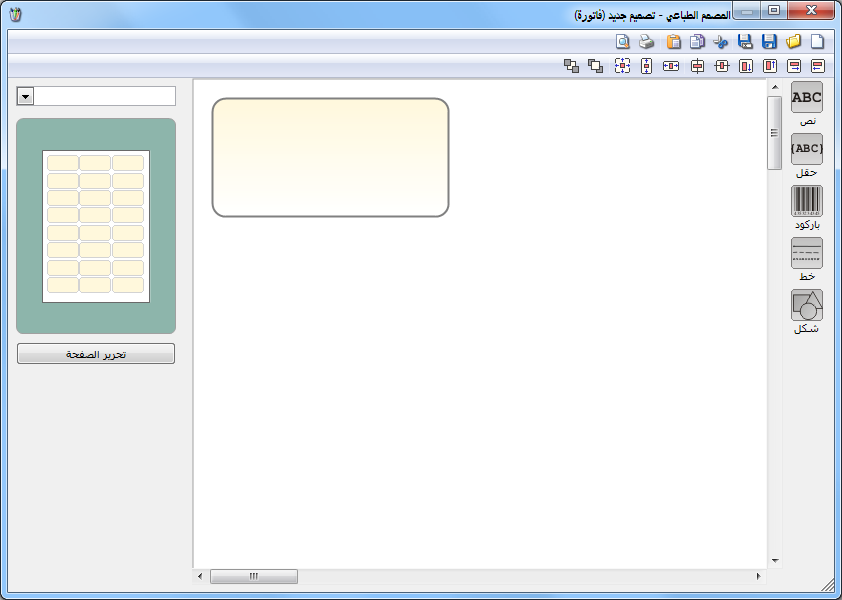 المصمم الطباعي - تصميم جديد (فاتورة)
ABC
نص
{ABC}
حقل
باركود
خط
شكل
تحرير الصفحة